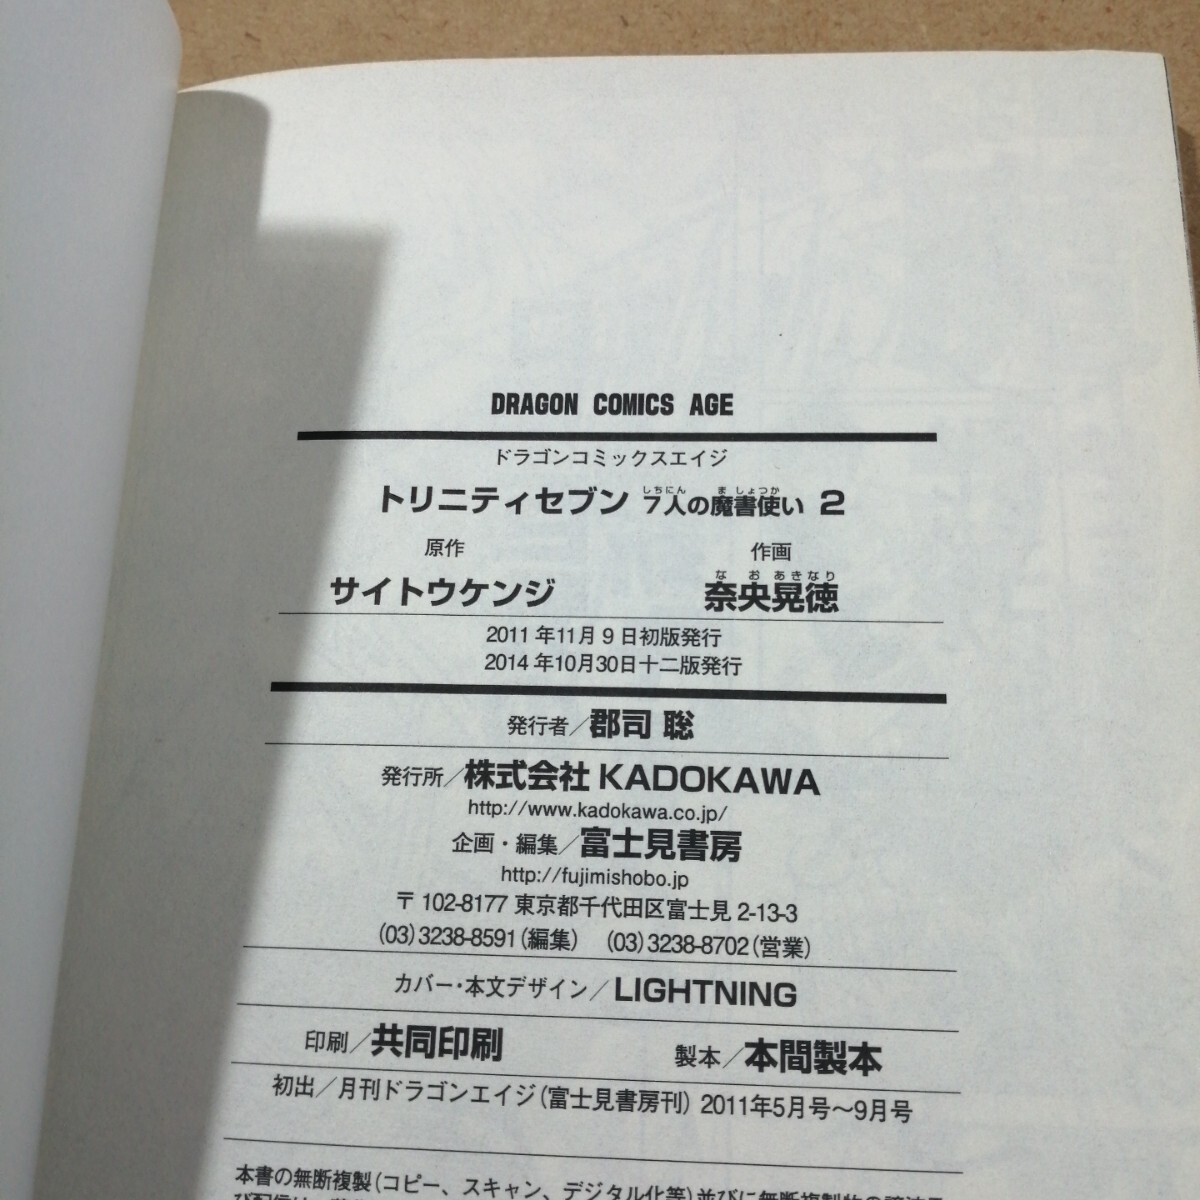 DRAGON COMICS AGE
ドラゴンコミックスエイジ
トリニティセブン 7人の魔書使い 2
しちにん ま しょつか
原作 作画
サイトウケンジ 奈央晃徳
な お あきなり
2011年11月9日初版発行
2014年10月30日十二版発行
発行者／郡司 聡
発行所／株式会社KADOKAWA
http://www.kadokawa.co.jp/
企画・編集／富士見書房
http://fujimishobo.jp
〒102-8177 東京都千代田区富士見2-13-3
(03)3238-8591(編集) (03)3238-8702(営業)
カバー・本文デザイン／LIGHTNING
印刷／共同印刷 製本／本間製本
初出／月刊ドラゴンエイジ(富士見書房刊) 2011年5月号～9月号
本書の無断複製(コピー、スキャン、デジタル化等)並びに無断複製物の譲渡及